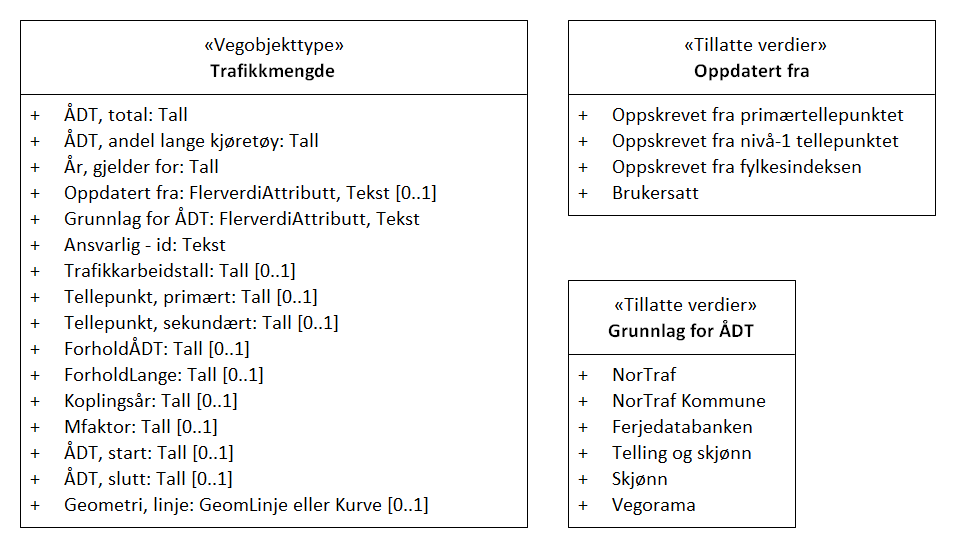 «Vegobjekttype»
Trafikkmengde
+ ÅDT, total: Tall
+ ÅDT, andel lange kjøretøy: Tall
+ År, gjelder for: Tall
+ Oppdatert fra: FlerverdiAttributt, Tekst [0..1]
+ Grunnlag for ÅDT: FlerverdiAttributt, Tekst
+ Ansvarlig - id: Tekst
+ Trafikkarbeidstall: Tall [0..1]
+ Tellepunkt, primært: Tall [0..1]
+ Tellepunkt, sekundært: Tall [0..1]
+ ForholdÅDT: Tall [0..1]
+ ForholdLange: Tall [0..1]
+ Koplingsår: Tall [0..1]
+ Mfaktor: Tall [0..1]
+ ÅDT, start: Tall [0..1]
+ ÅDT, slutt: Tall [0..1]
+ Geometri, linje: GeomLinje eller Kurve [0..1]
«Tillatte verdier»
Oppdatert fra
+ Oppskrevet fra primærtellepunktet
+ Oppskrevet fra nivå-1 tellepunktet
+ Oppskrevet fra fylkesindeksen
+ Brukersatt
«Tillatte verdier»
Grunnlag for ÅDT
+ NorTraf
+ NorTraf Kommune
+ Ferjedatabanken
+ Telling og skjønn
+ Skjønn
+ Vegorama